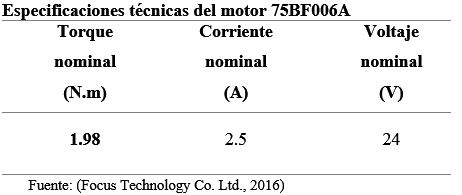 Especificaciones técnicas del motor 75BF006A
Torque Corriente Voltaje
nominal nominal nominal
(N.m) (A) (V)
1.98 2.5 24
Fuente: (Focus Technology Co. Ltd., 2016)